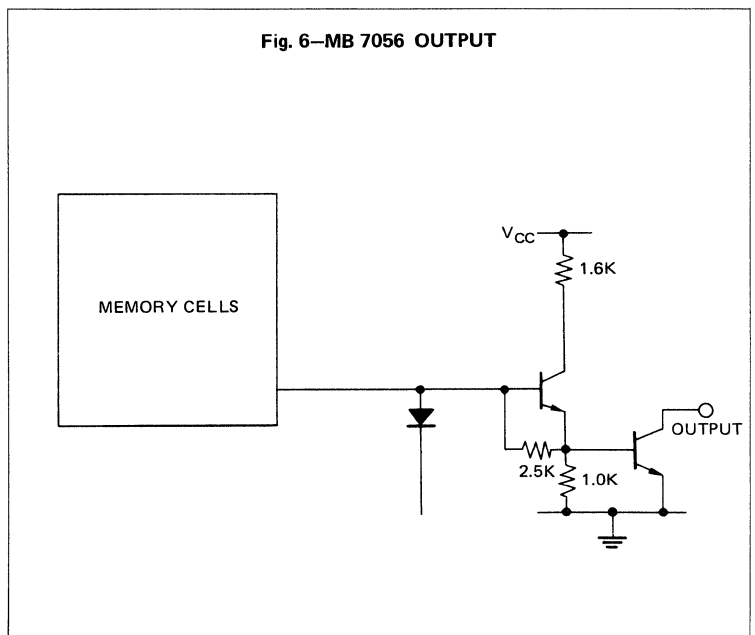 Fig. 6—MB 7056 OUTPUT
VCC
1.6K
MEMORY CELLS
OUTPUT
2.5K
1.0K